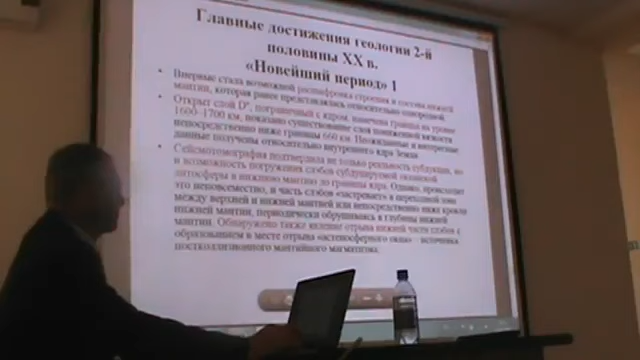 Главные достижения геологии 2-й
половины XX в.
«Новейший период» 1
• Впервые стала возможной расшифровка строения и состава нижней
мантии, которая ранее представлялась относительно однородной.
• Открыт слой D", пограничный с ядром, намечена граница на уровне
1600–1700 км, показано существование слоя пониженной вязкости
непосредственно ниже границы 660 км. Неожиданные и интересные
данные получены относительно внутреннего ядра Земли
• Сейсмотомография подтвердила не только реальность субдукции, но
и возможность погружения слэбов субдуцируемой океанской
литосферы в нижнюю мантию до границы ядра. Однако, происходит
это неповсеместно, и часть слэбов «застревает» в переходной зоне
между верхней и нижней мантией или непосредственно ниже кровли
нижней мантии, периодически обрушиваясь в глубины нижней
мантии. Обнаружено также явление отрыва нижней части слэбов с
образованием в месте отрыва «астеносферного окна» - источника
постколлизионного мантийного магматизма.